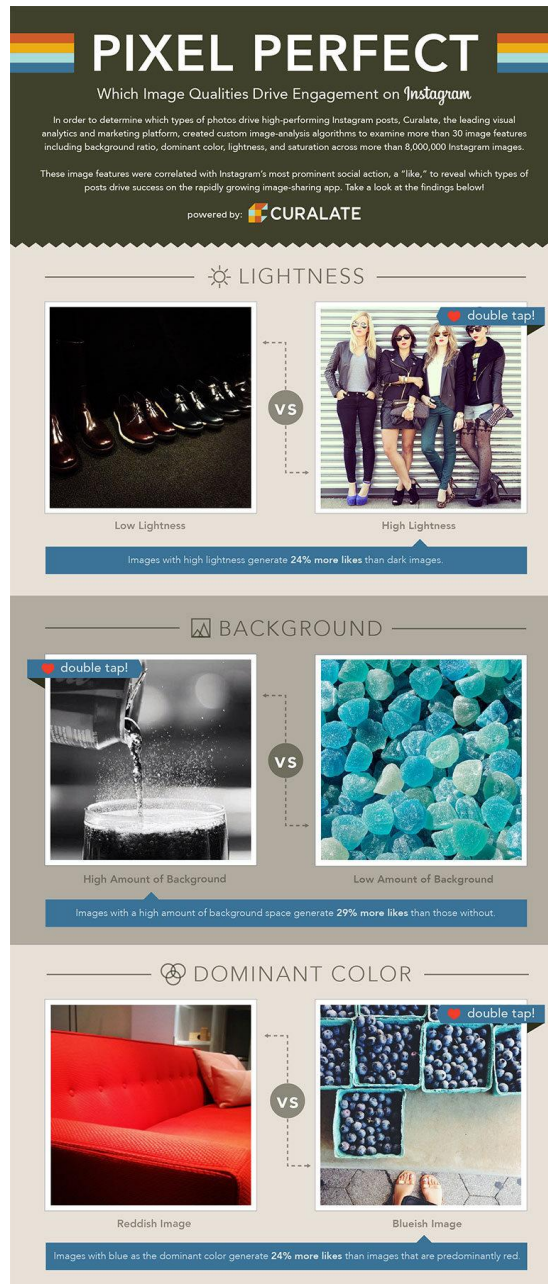 PIXEL PERFECT
Which Image Qualities Drive Engagement on Instagram
In order to determine which types of photos drive high-performing Instagram posts, Curalate, the leading visual
analytics and marketing platform, created custom image-analysis algorithms to examine more than 30 image features
including background ratio, dominant color, lightness, and saturation across more than 8,000,000 Instagram images.
These image features were correlated with Instagram's most prominent social action, a “like,” to reveal which types of
posts drive success on the rapidly growing image-sharing app. Take a look at the findings below!
powered by: CURALATE
LIGHTNESS
double tap!
VS
Low Lightness
High Lightness
Images with high lightness generate 24% more likes than dark images.
BACKGROUND
double tap!
VS
High Amount of Background
Low Amount of Background
Images with a high amount of background space generate 29% more likes than those without.
DOMINANT COLOR
double tap!
VS
Reddish Image
Blueish Image
Images with blue as the dominant color generate 24% more likes than images that are predominantly red.